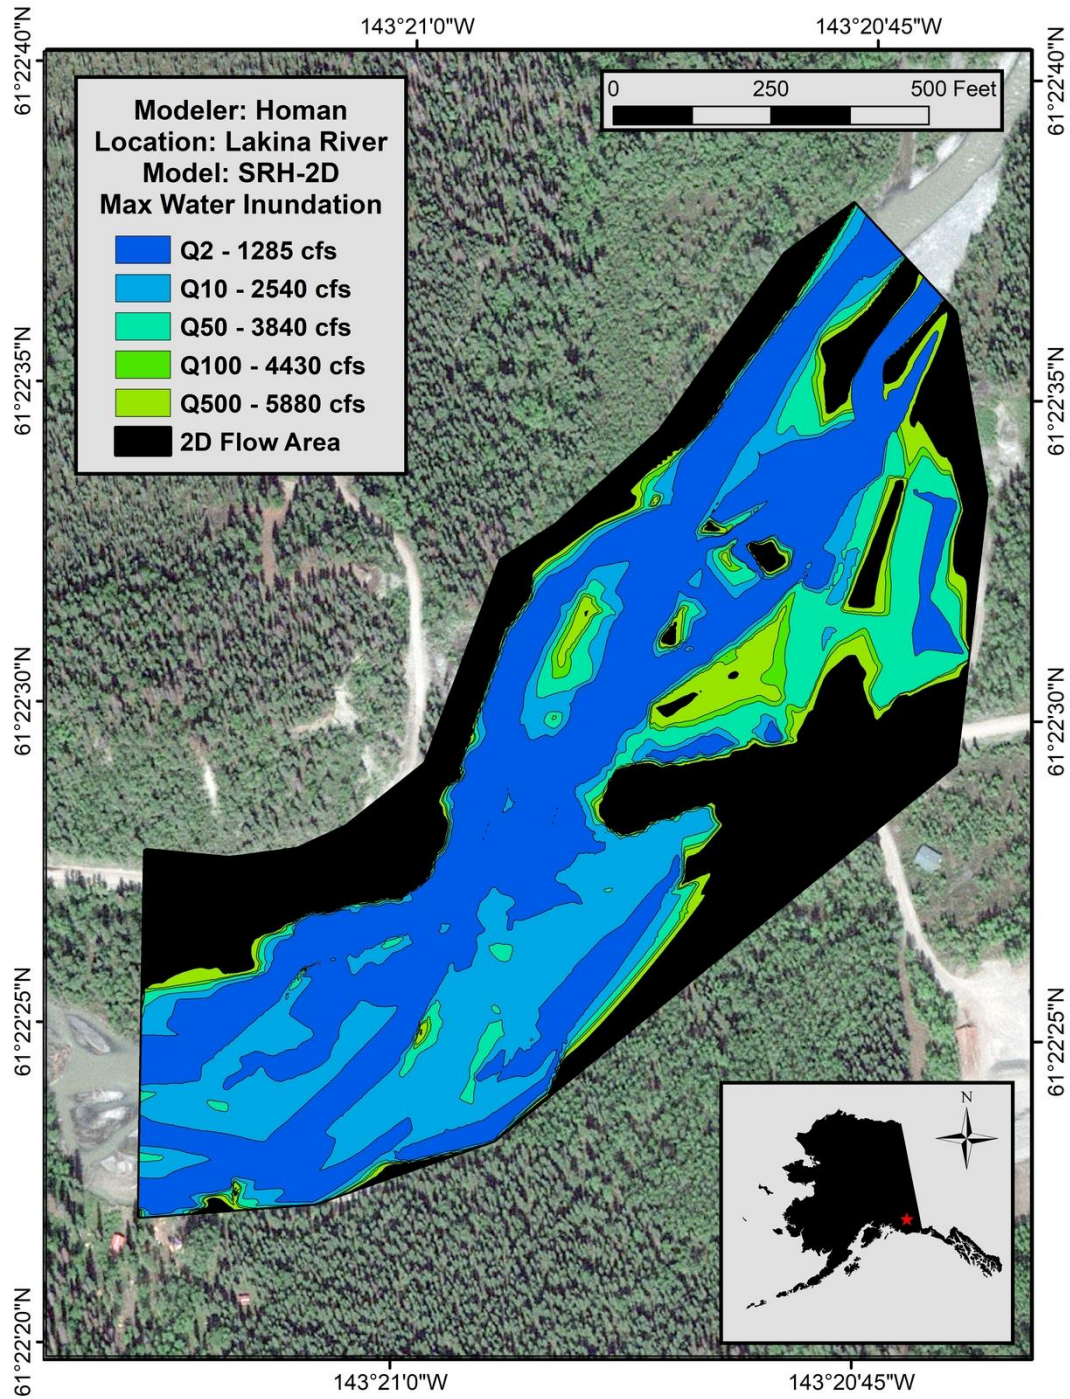 143°21'0"W
143°20'45"W
61°22'40"N
61°22'40"N
0 250 500 Feet
Modeler: Homan
Location: Lakina River
Model: SRH-2D
Max Water Inundation
Q2 - 1285 cfs
Q10 - 2540 cfs
Q50 - 3840 cfs
Q100 - 4430 cfs
Q500 - 5880 cfs
2D Flow Area
61°22'35"N
61°22'35"N
61°22'30"N
61°22'30"N
61°22'25"N
61°22'25"N
N
61°22'20"N
143°21'0"W
143°20'45"W